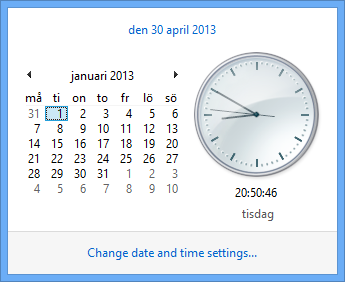 den 30 april 2013
januari 2013
må ti on to fr lö sö
31 1 2 3 4 5 6
7 8 9 10 11 12 13
14 15 16 17 18 19 20
21 22 23 24 25 26 27
28 29 30 31 1 2 3
4 5 6 7 8 9 10
20:50:46
tisdag
Change date and time settings...